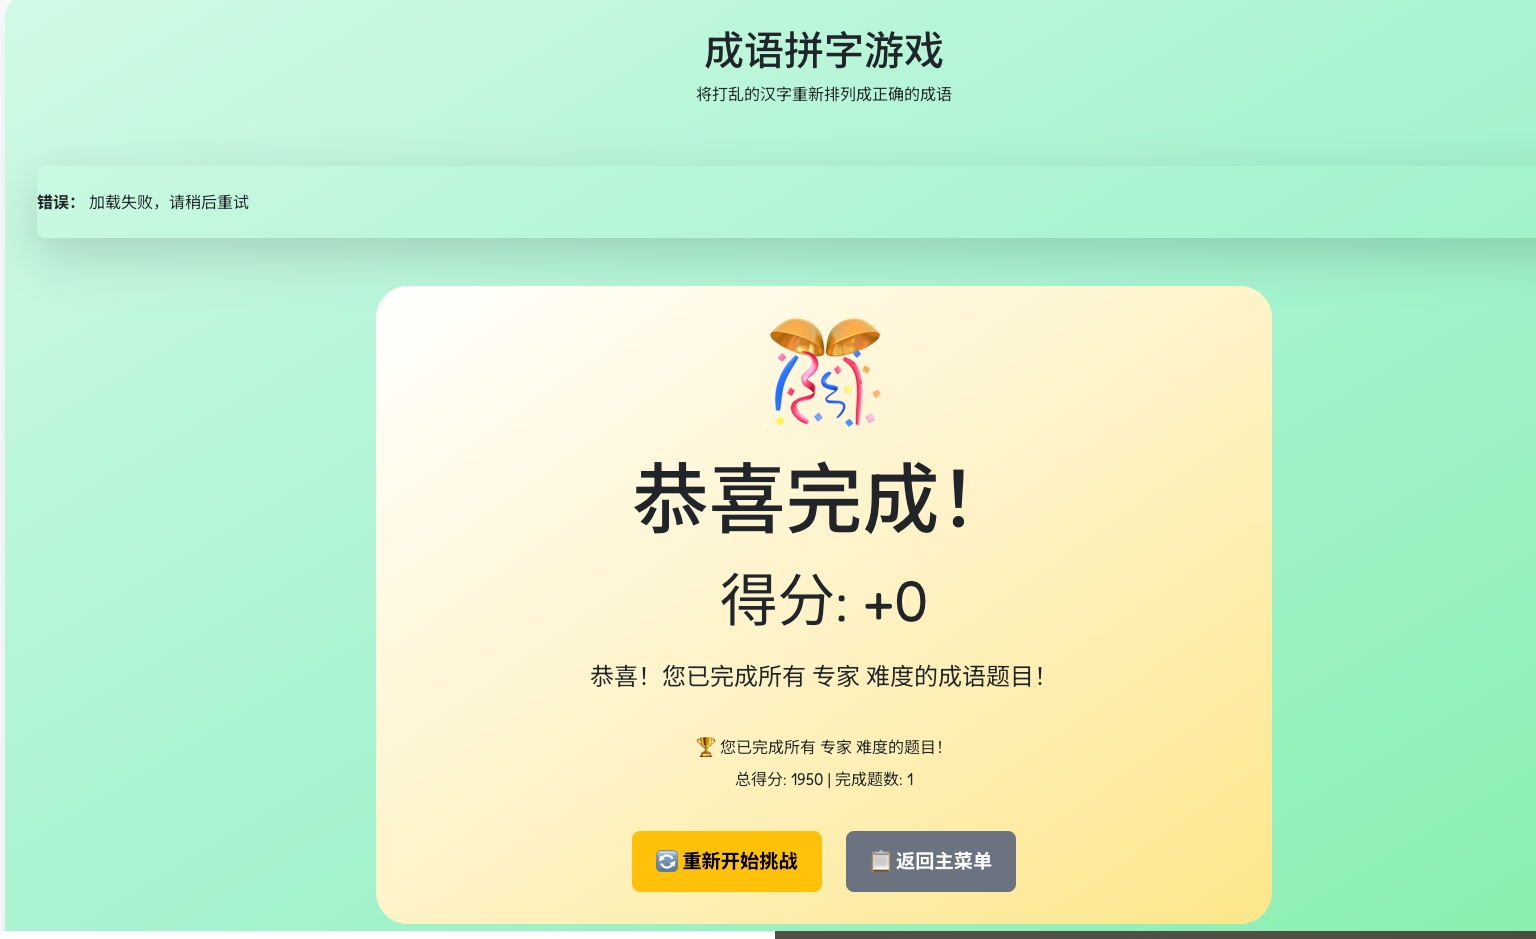 成语拼字游戏
将打乱的汉字重新排列成正确的成语
错误： 加载失败，请稍后重试
恭喜完成！
得分: +0
恭喜！您已完成所有 专家 难度的成语题目！
您已完成所有 专家 难度的题目！
总得分: 1950 | 完成题数: 1
重新开始挑战
返回主菜单